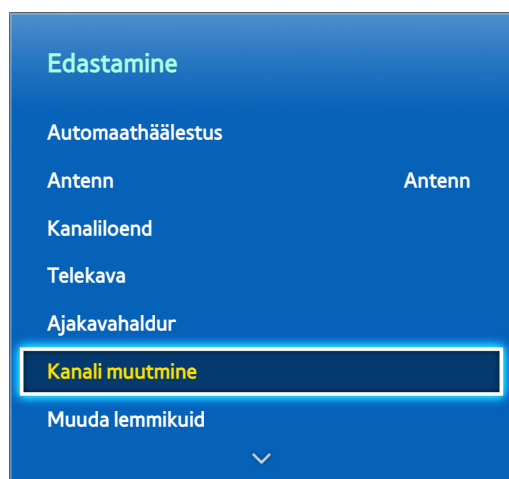 Edastamine
Automaathäälestus
Antenn Antenn
Kanaliloend
Telekava
Ajakavahaldur
Kanali muutmine
Muuda lemmikuid